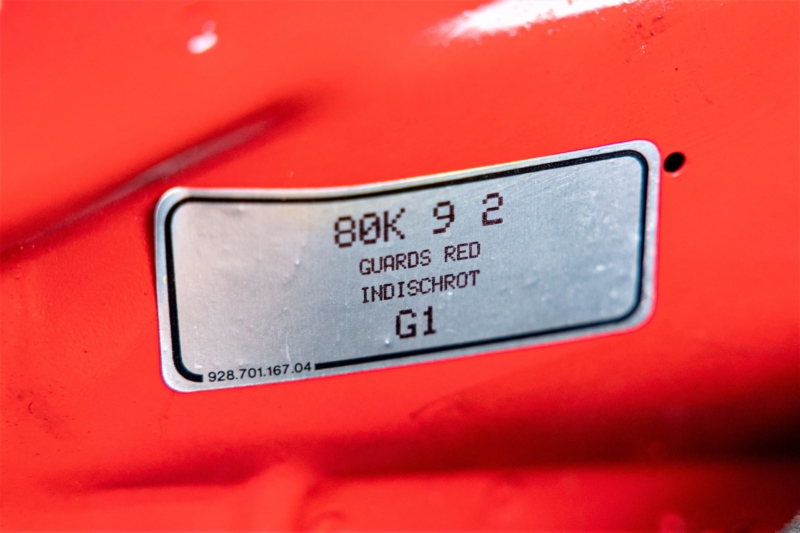 80K 9 2
GUARDS RED
INDISCHROT
G1
928.701.167.04